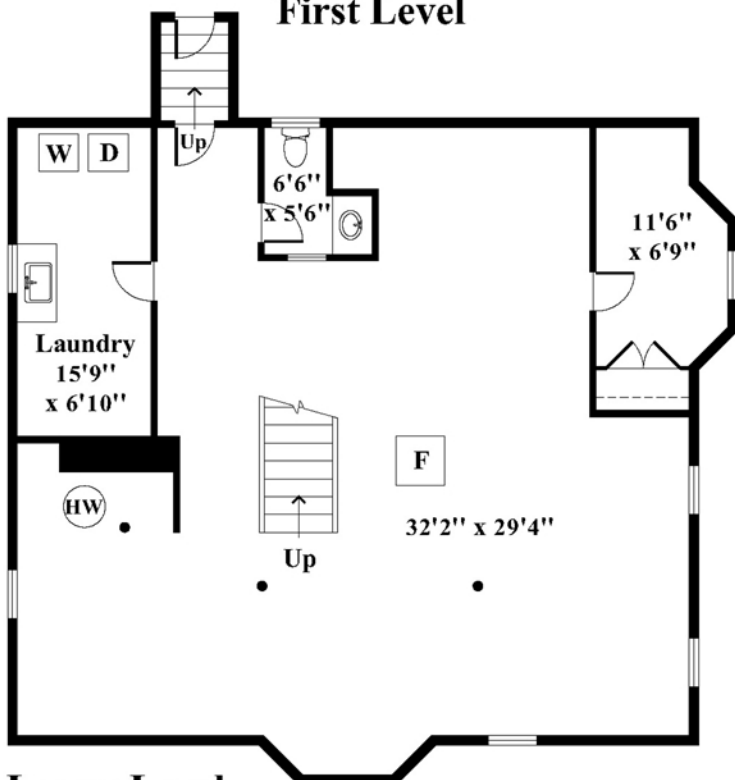 First Level
Up
W D
6'6"
x 5'6"
11'6"
x 6'9"
Laundry
15'9"
x 6'10"
F
HW
32'2" x 29'4"
Up